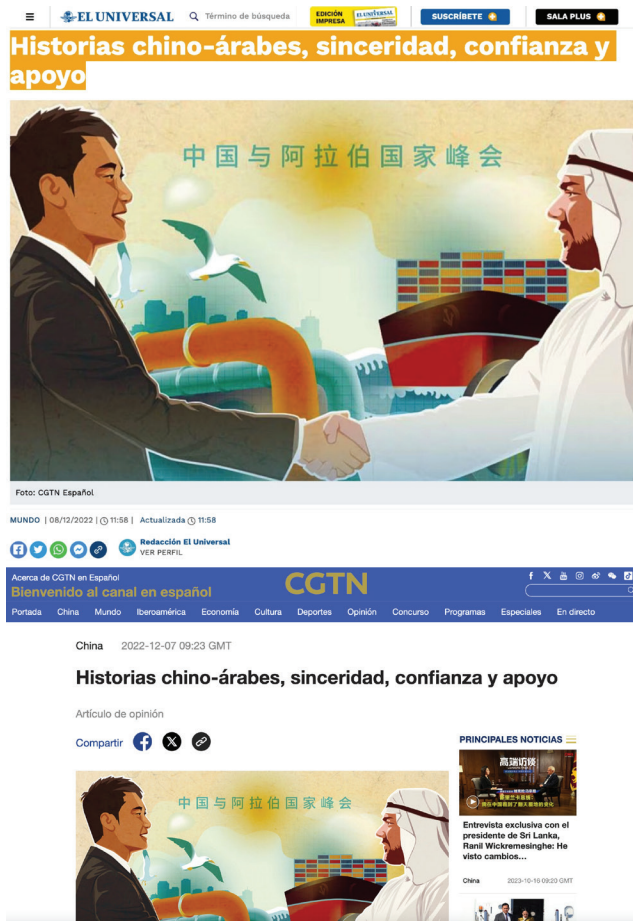 EL UNIVERSAL
Término de búsqueda
EDICIÓN
IMPRESA
EL UNIVERSAL
SUSCRÍBETE
SALA PLUS
Historias chino-árabes, sinceridad, confianza y
apoyo
中国与阿拉伯国家峰会
Foto: CGTN Español
MUNDO | 08/12/2022 | 11:58 | Actualizada 11:58
Redacción El Universal
VER PERFIL
Acerca de CGTN en Español
Bienvenido al canal en español
CGTN
Portada China Mundo Iberoamérica Economía Cultura Deportes Opinión Concurso Programas Especiales En directo
China 2022-12-07 09:23 GMT
Historias chino-árabes, sinceridad, confianza y apoyo
Artículo de opinión
Compartir
PRINCIPALES NOTICIAS
中国与阿拉伯国家峰会
高端访谈
Entrevista exclusiva con el
presidente de Sri Lanka,
Ranil Wickremesinghe: He
visto cambios...
China 2023-10-16 09:20 GMT